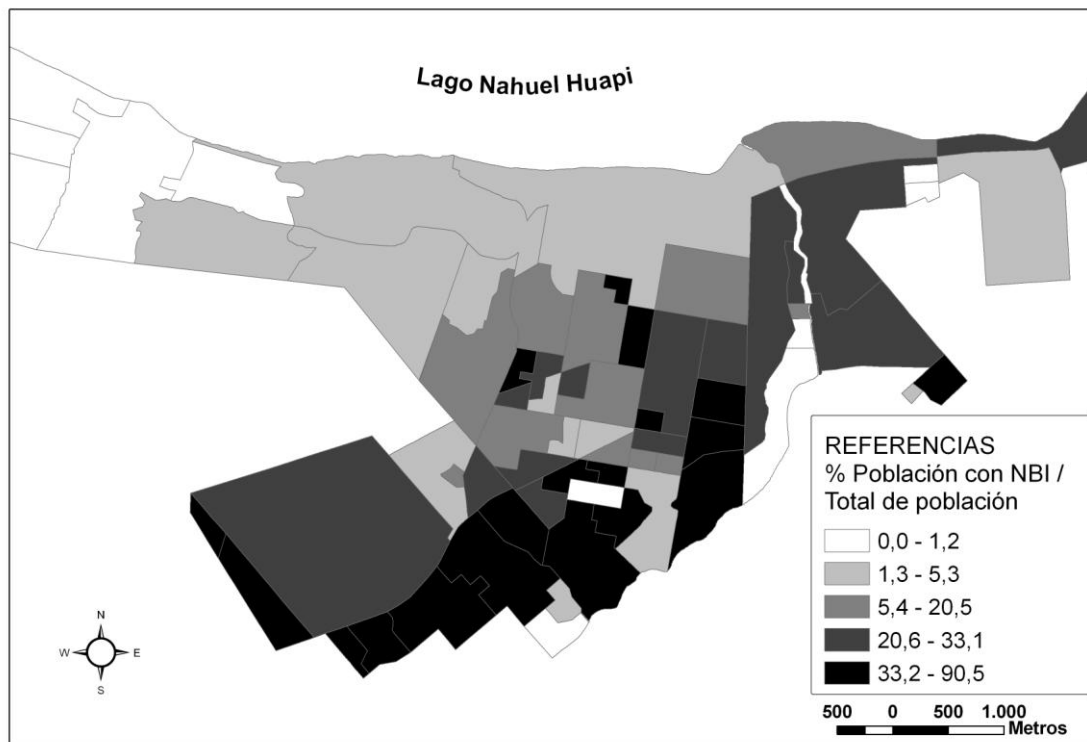 Lago Nahuel Huapi
REFERENCIAS
% Población con NBI /
Total de población
0,0 - 1,2
1,3 - 5,3
5,4 - 20,5
20,6 - 33,1
33,2 - 90,5
N
W E
S
500 0 500 1.000
Metros